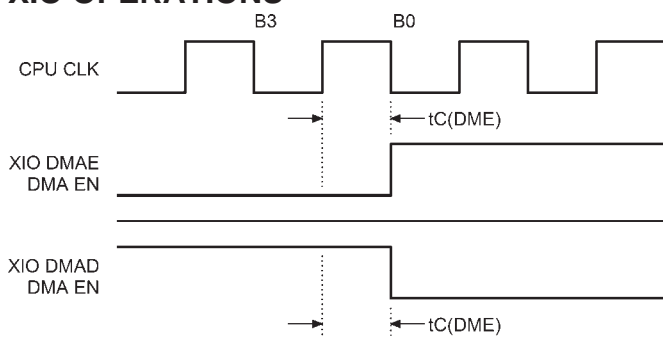 XIO OPERATIONS
B3 B0
CPU CLK
tC(DME)
XIO DMAE
DMA EN
XIO DMAD
DMA EN
tC(DME)